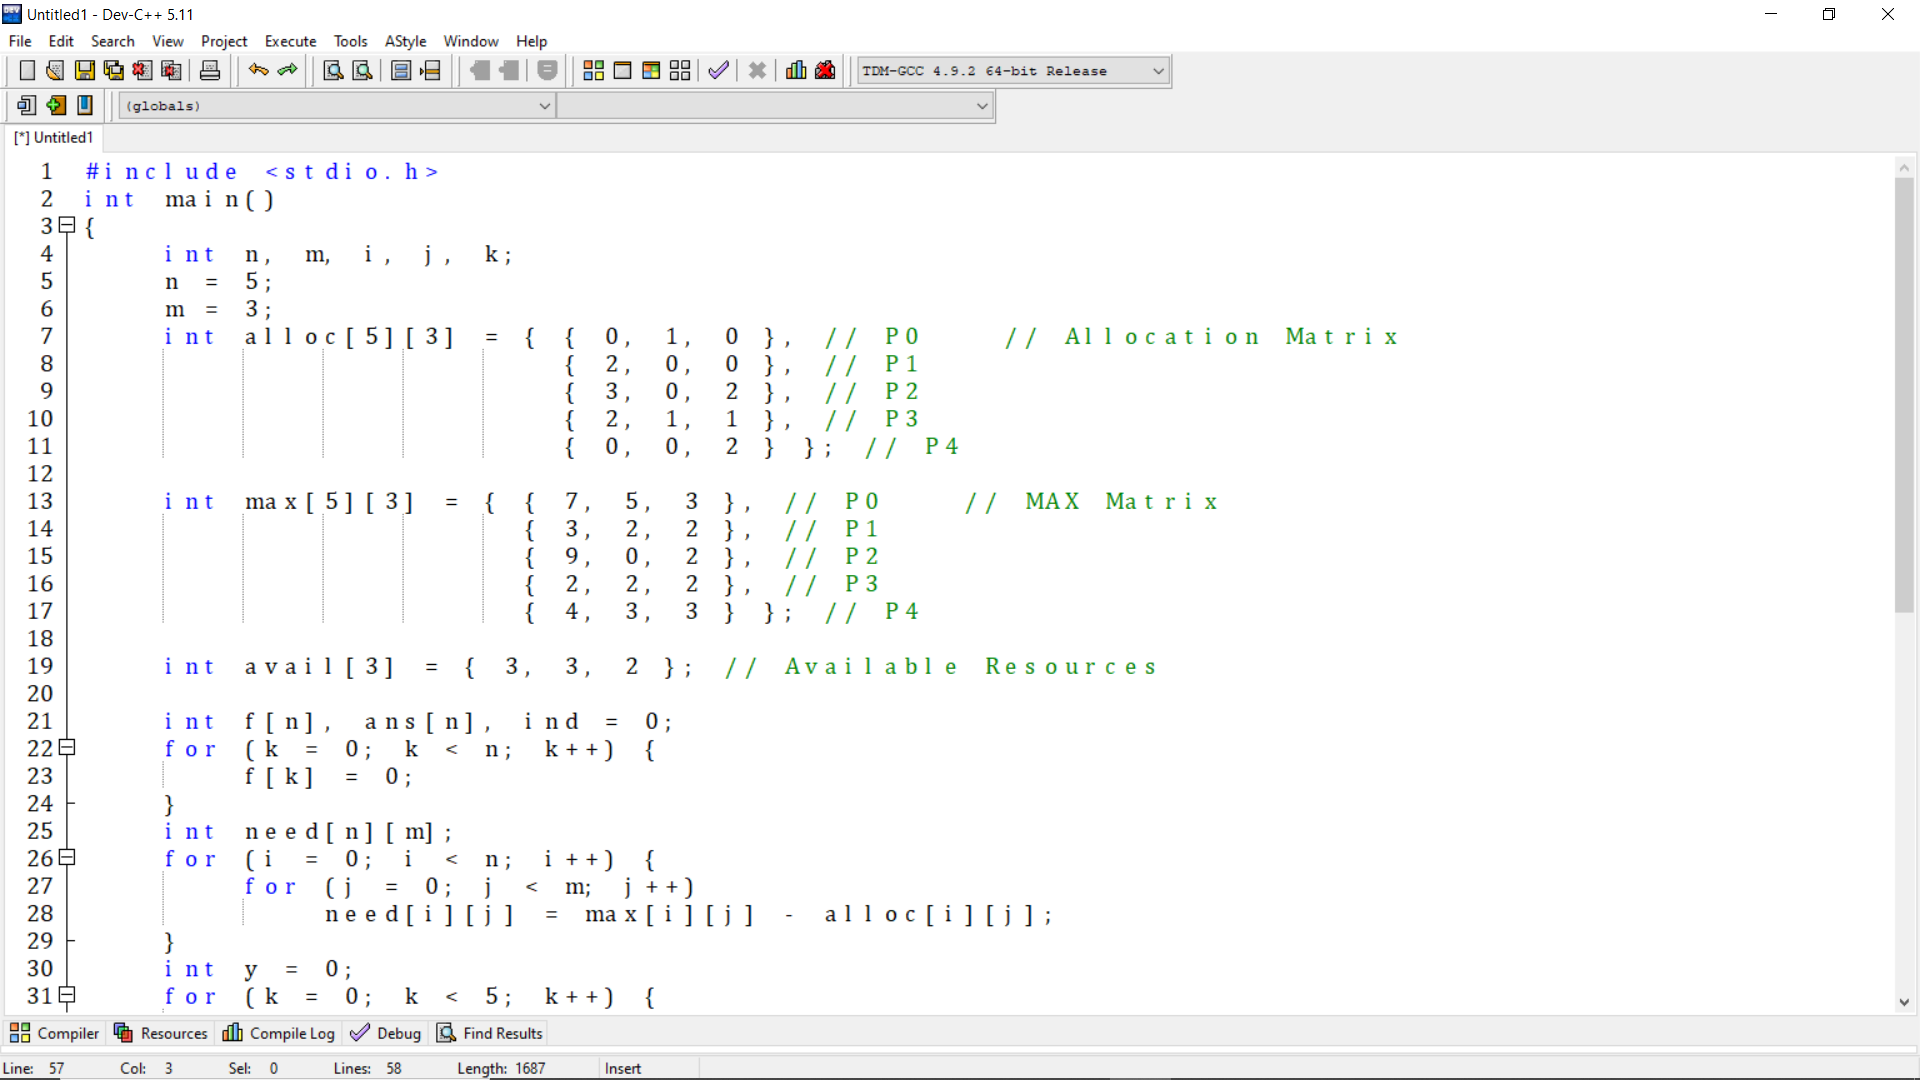 Untitled1 - Dev-C++ 5.11
File Edit Search View Project Execute Tools AStyle Window Help
TDM-GCC 4.9.2 64-bit Release
(globals)
[*] Untitled1
1 #include <stdio.h>
2 int main()
3 {
4 int n, m, i, j, k;
5 n = 5;
6 m = 3;
7 int alloc[5][3] = { { 0, 1, 0 }, // P0 // Allocation Matrix
8 { 2, 0, 0 }, // P1
9 { 3, 0, 2 }, // P2
10 { 2, 1, 1 }, // P3
11 { 0, 0, 2 } }; // P4
12
13 int max[5][3] = { { 7, 5, 3 }, // P0 // MAX Matrix
14 { 3, 2, 2 }, // P1
15 { 9, 0, 2 }, // P2
16 { 2, 2, 2 }, // P3
17 { 4, 3, 3 } }; // P4
18
19 int avail[3] = { 3, 3, 2 }; // Available Resources
20
21 int f[n], ans[n], ind = 0;
22 for (k = 0; k < n; k++) {
23 f[k] = 0;
24 }
25 int need[n][m];
26 for (i = 0; i < n; i++) {
27 for (j = 0; j < m; j++)
28 need[i][j] = max[i][j] - alloc[i][j];
29 }
30 int y = 0;
31 for (k = 0; k < 5; k++) {
Compiler Resources Compile Log Debug Find Results
Line: 57 Col: 3 Sel: 0 Lines: 58 Length: 1687 Insert